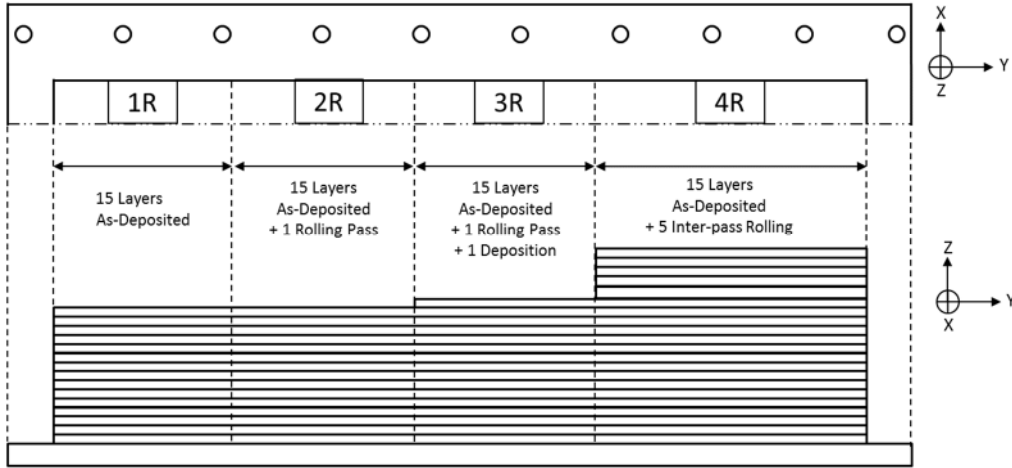 X
Y
Z
1R
2R
3R
4R
15 Layers
As-Deposited
15 Layers
As-Deposited
+ 1 Rolling Pass
15 Layers
As-Deposited
+ 1 Rolling Pass
+ 1 Deposition
15 Layers
As-Deposited
+ 5 Inter-pass Rolling
Z
Y
X